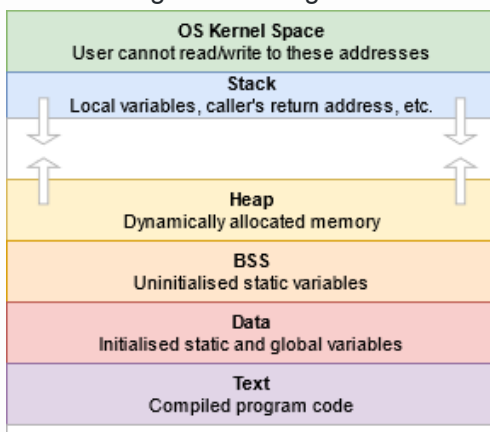 OS Kernel Space
User cannot read/write to these addresses
Stack
Local variables, caller's return address, etc.
Heap
Dynamically allocated memory
BSS
Uninitialised static variables
Data
Initialised static and global variables
Text
Compiled program code